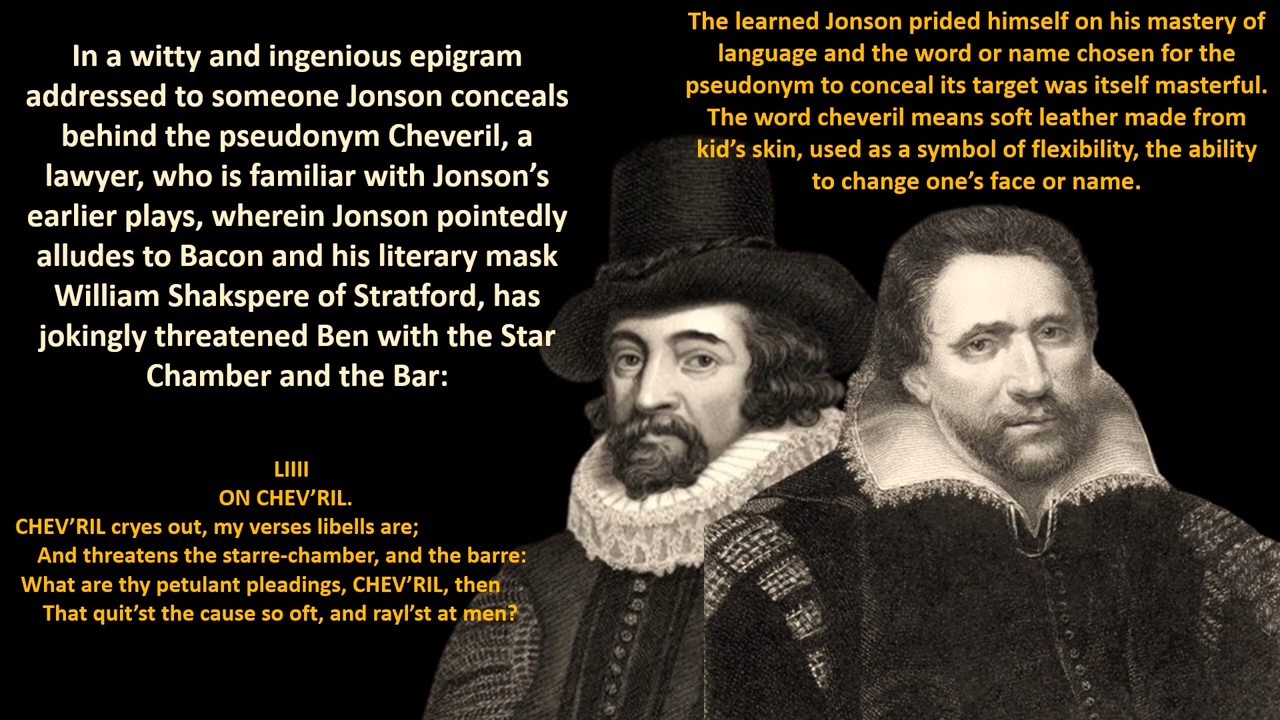 In a witty and ingenious epigram
addressed to someone Jonson conceals
behind the pseudonym Cheveril, a
lawyer, who is familiar with Jonson’s
earlier plays, wherein Jonson pointedly
alludes to Bacon and his literary mask
William Shakspere of Stratford, has
jokingly threatened Ben with the Star
Chamber and the Bar:
LIIII
ON CHEV’RIL.
CHEV’RIL cryes out, my verses libells are;
And threatens the starre-chamber, and the barre:
What are thy petulant pleadings, CHEV’RIL, then
That quit’st the cause so oft, and rayl’st at men?
The learned Jonson prided himself on his mastery of
language and the word or name chosen for the
pseudonym to conceal its target was itself masterful.
The word cheveril means soft leather made from
kid’s skin, used as a symbol of flexibility, the ability
to change one’s face or name.